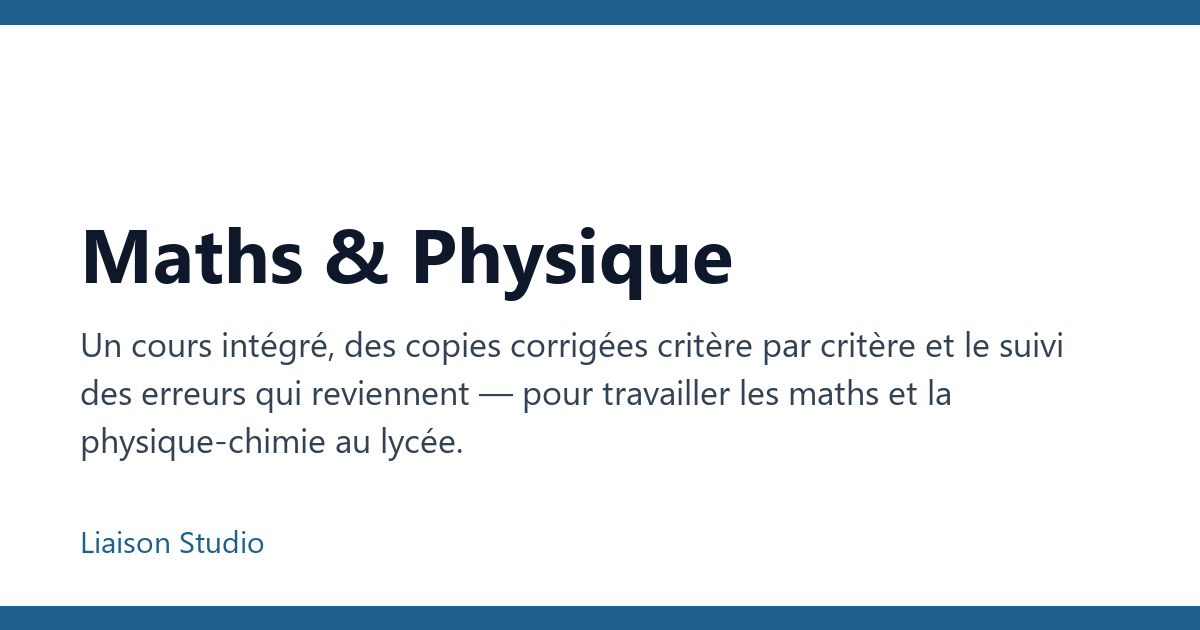 Maths & Physique
Un cours intégré, des copies corrigées critère par critère et le suivi
des erreurs qui reviennent — pour travailler les maths et la
physique-chimie au lycée.
Liaison Studio